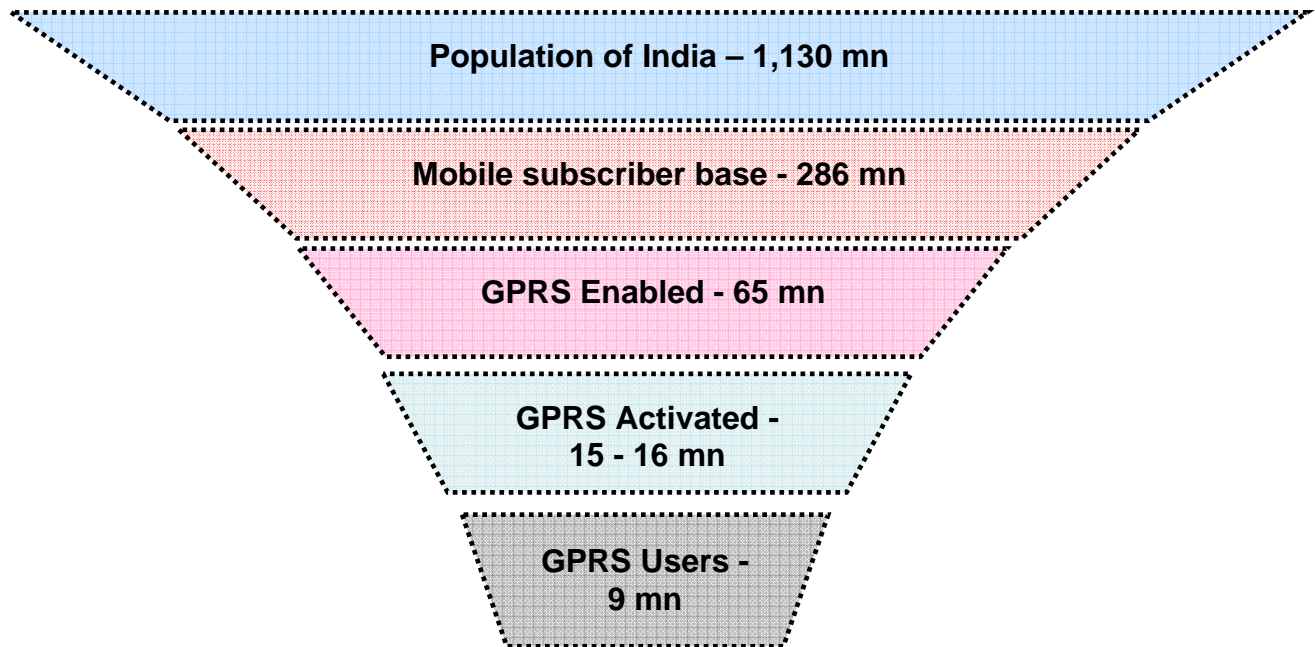 Population of India – 1,130 mn
Mobile subscriber base - 286 mn
GPRS Enabled - 65 mn
GPRS Activated -
15 - 16 mn
GPRS Users -
9 mn